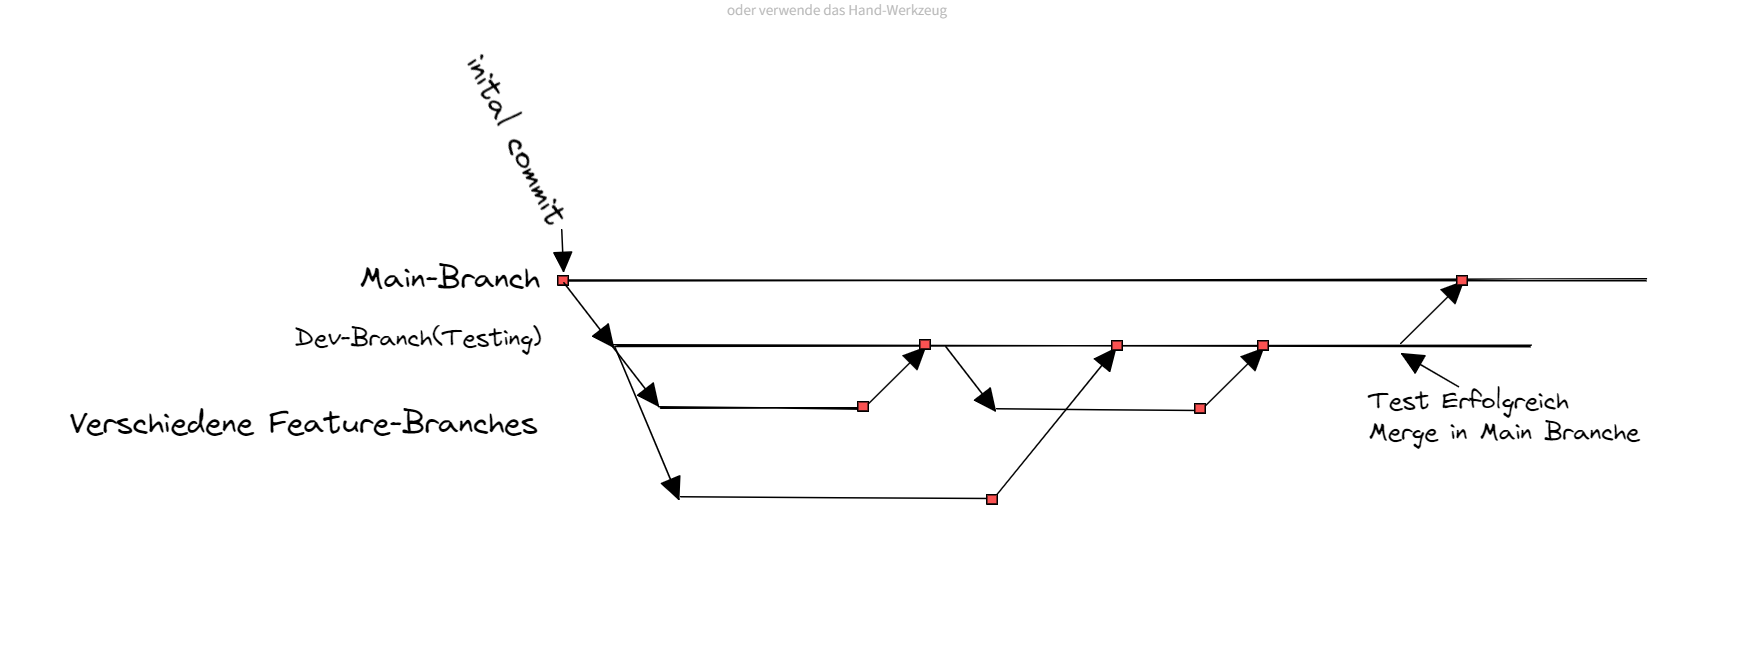 oder verwende das Hand-Werkzeug
inital commit
Main-Branch
Dev-Branch(Testing)
Verschiedene Feature-Branches
Test Erfolgreich
Merge in Main Branche